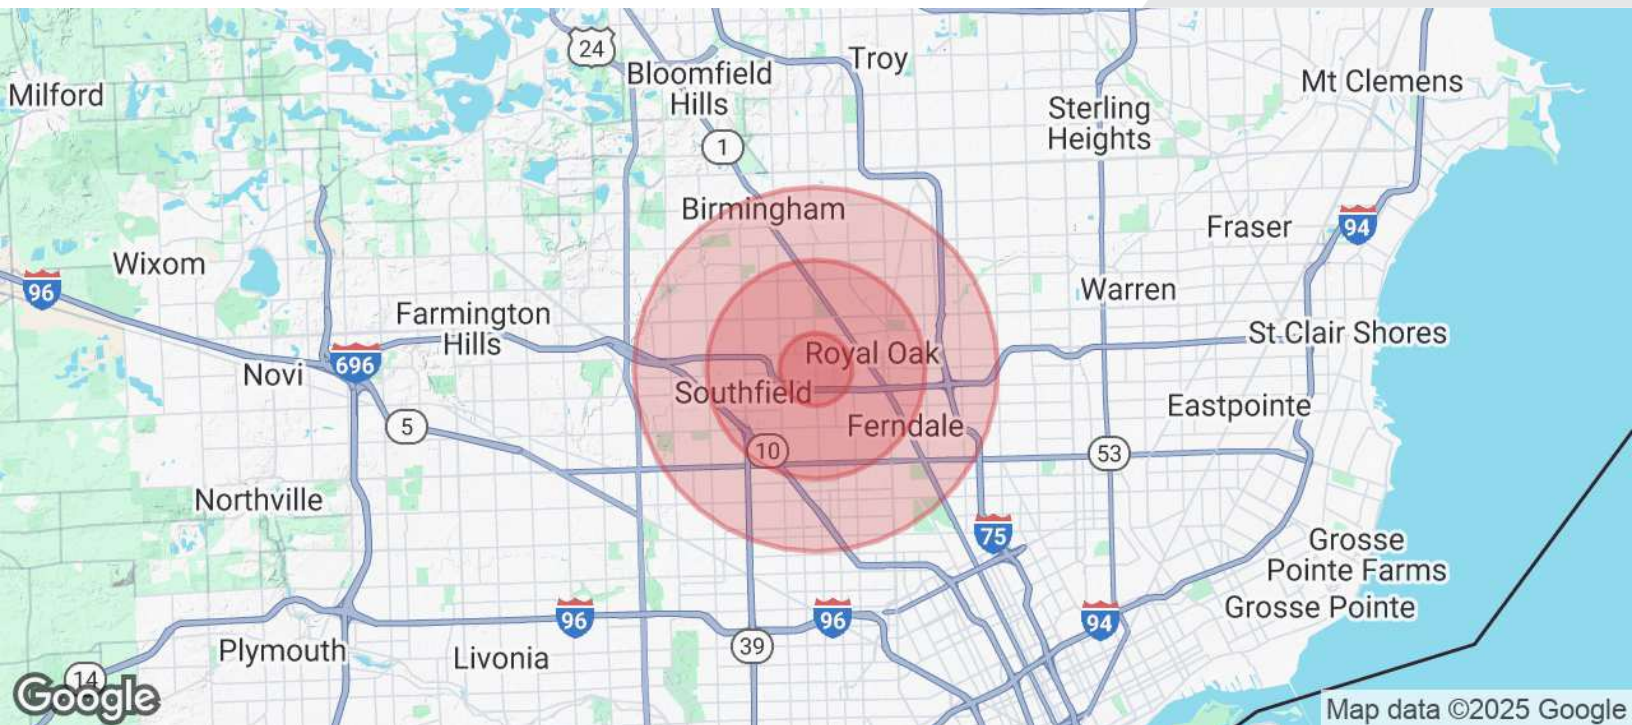 24
Troy
Bloomfield
Hills
Milford
Mt Clemens
Sterling
Heights
1
Birmingham
Fraser
94
Wixom
96
Warren
Farmington
Hills
St Clair Shores
Royal Oak
696
Novi
Southfield
Eastpointe
5
Ferndale
10
53
Northville
75
Grosse
Pointe Farms
Grosse Pointe
96
96
94
39
Plymouth
Livonia
14
Google
Map data ©2025 Google